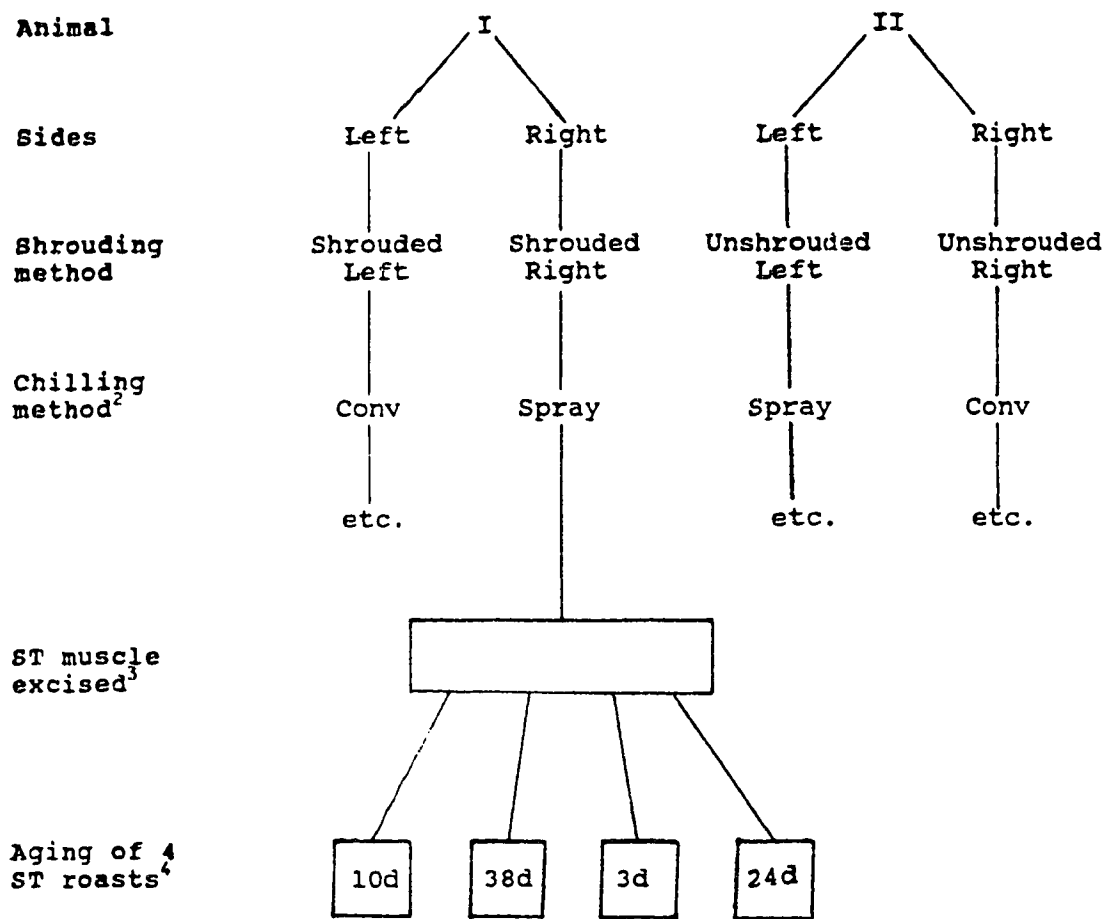 Animal I II
Sides Left Right Left Right
Shrouding Shrouded Shrouded Unshrouded Unshrouded
method Left Right Left Right
Chilling
method² Conv Spray Spray Conv
etc. etc. etc.
ST muscle
excised³
Aging of 4
ST roasts⁴ 10d 38d 3d 24d